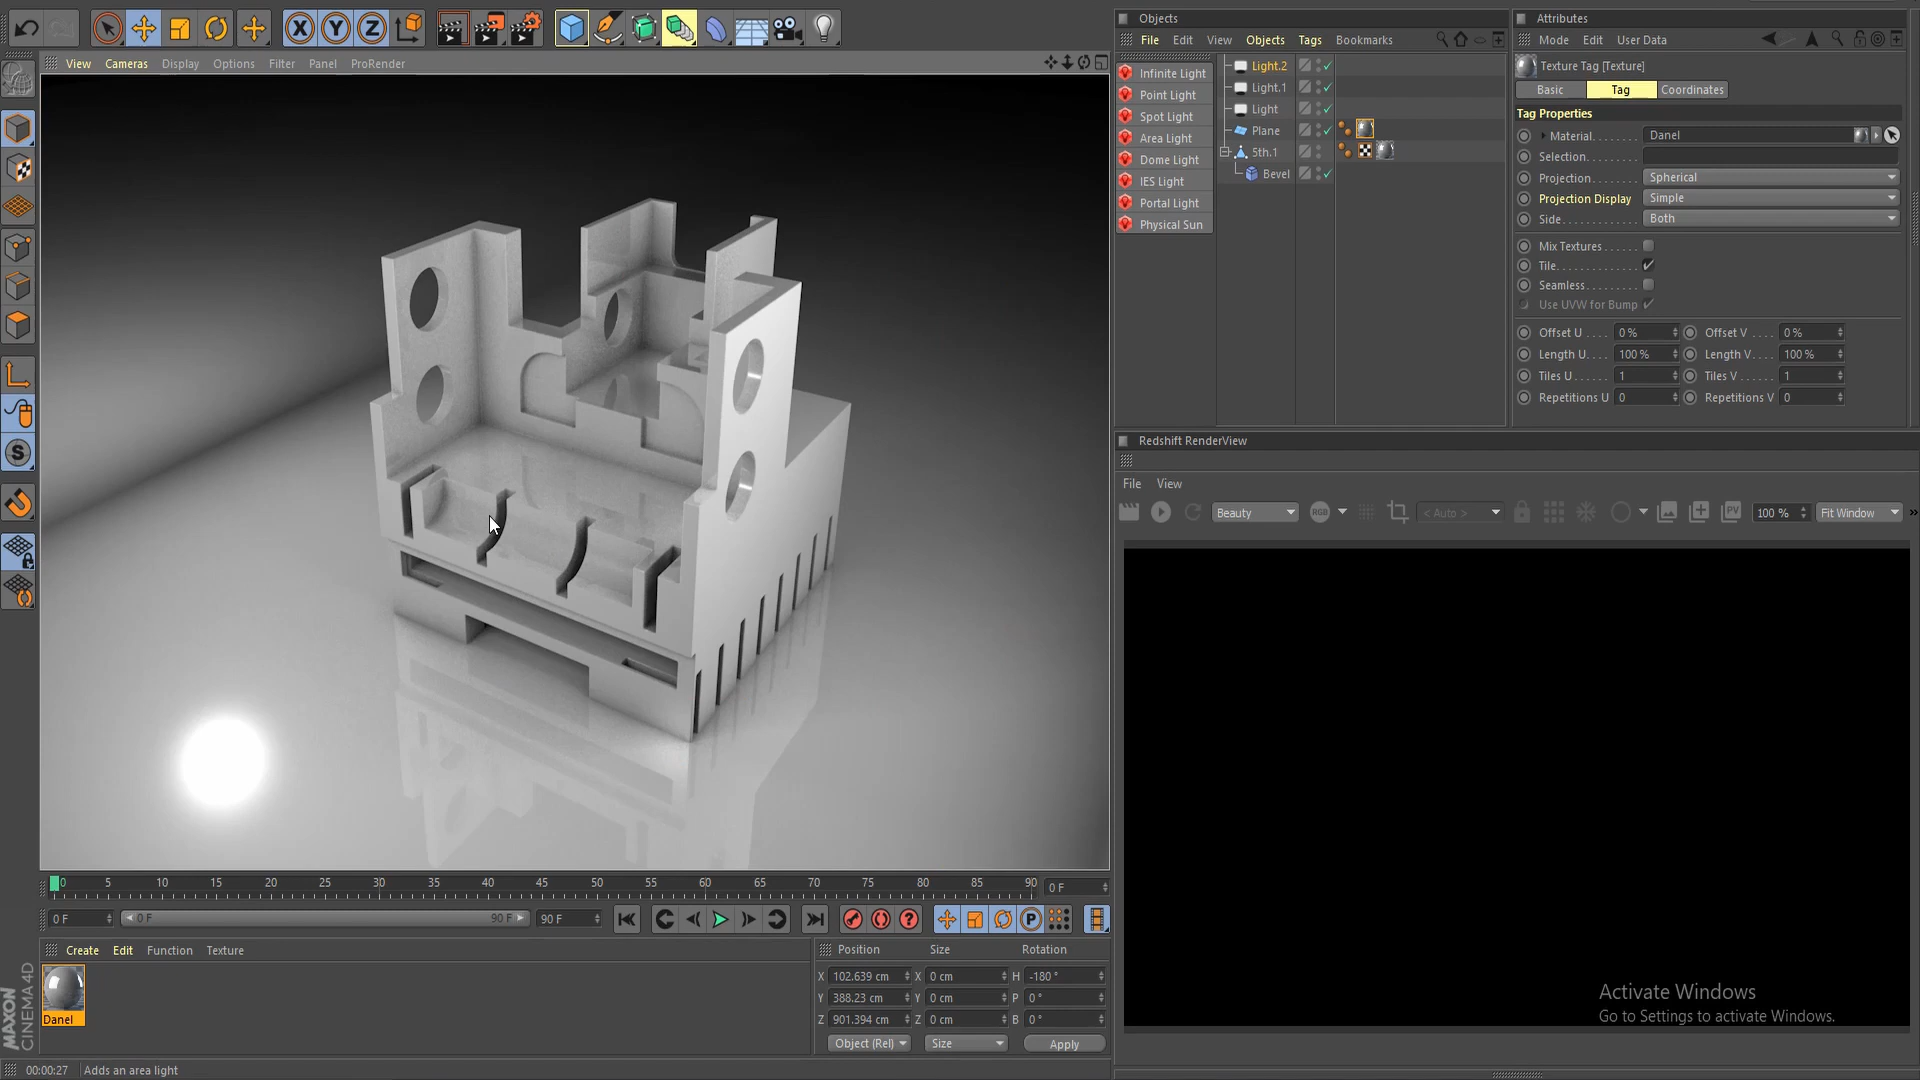 X Y Z
Objects
File Edit View Objects Tags Bookmarks
Attributes
Mode Edit User Data
View Cameras Display Options Filter Panel ProRender
Infinite Light
Point Light
Spot Light
Area Light
Dome Light
IES Light
Portal Light
Physical Sun
Light.2
Light.1
Light
Plane
5th.1
Bevel
Texture Tag [Texture]
Basic Tag Coordinates
Tag Properties
Material. . . . . . . . Danel
Selection. . . . . . .
Projection. . . . . . Spherical
Projection Display Simple
Side. . . . . . . . . . . . Both
Mix Textures . . . . . .
Tile. . . . . . . . . . . . . . .
Seamless. . . . . . . . .
Use UVW for Bump
Offset U . . . . 0 % Offset V . . . . 0 %
Length U. . . . 100 % Length V. . . . 100 %
Tiles U . . . . . . 1 Tiles V . . . . . . 1
Repetitions U 0 Repetitions V 0
Redshift RenderView
File View
Beauty RGB < Auto > PV 100 % Fit Window »
S
0 5 10 15 20 25 30 35 40 45 50 55 60 65 70 75 80 85 90 0 F
0 F 0 F 90 F 90 F P
Create Edit Function Texture
Danel
Position Size Rotation
X 102.639 cm X 0 cm H -180 °
Y 388.23 cm Y 0 cm P 0 °
Z 901.394 cm Z 0 cm B 0 °
Object (Rel) Size Apply
MAXON
CINEMA 4D
Activate Windows
Go to Settings to activate Windows.
00:00:27 Adds an area light